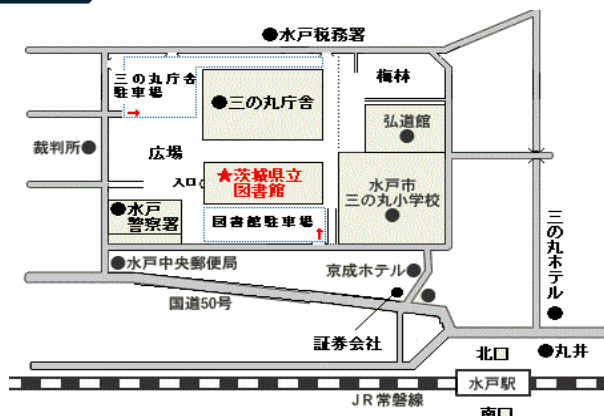 ●水戸税務署
三の丸庁舎
駐車場
梅林
●三の丸庁舎
弘道館
裁判所●
広場
入口
★茨城県立
図書館
水戸市
三の丸小学校
●水戸
警察署
図書館駐車場
三の丸ホテル
●水戸中央郵便局
京成ホテル●
国道50号
証券会社
北口
●丸井
水戸駅
JR常磐線
南口